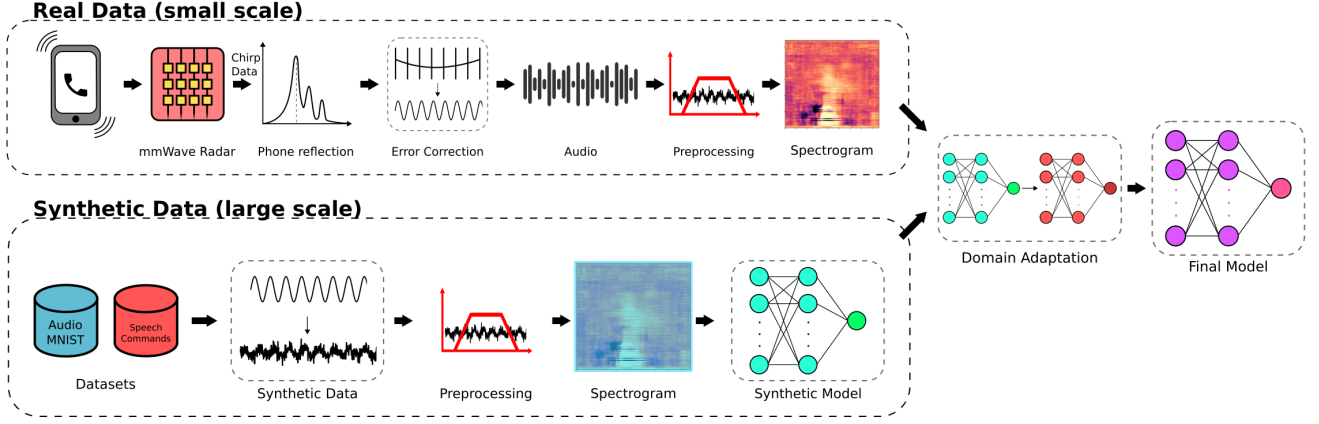 Real Data (small scale)
Chirp
Data
mmWave Radar
Phone reflection
Error Correction
Audio
Preprocessing
Spectrogram
Synthetic Data (large scale)
Audio
MNIST
Speech
Commands
Datasets
Synthetic Data
Preprocessing
Spectrogram
Synthetic Model
Domain Adaptation
Final Model